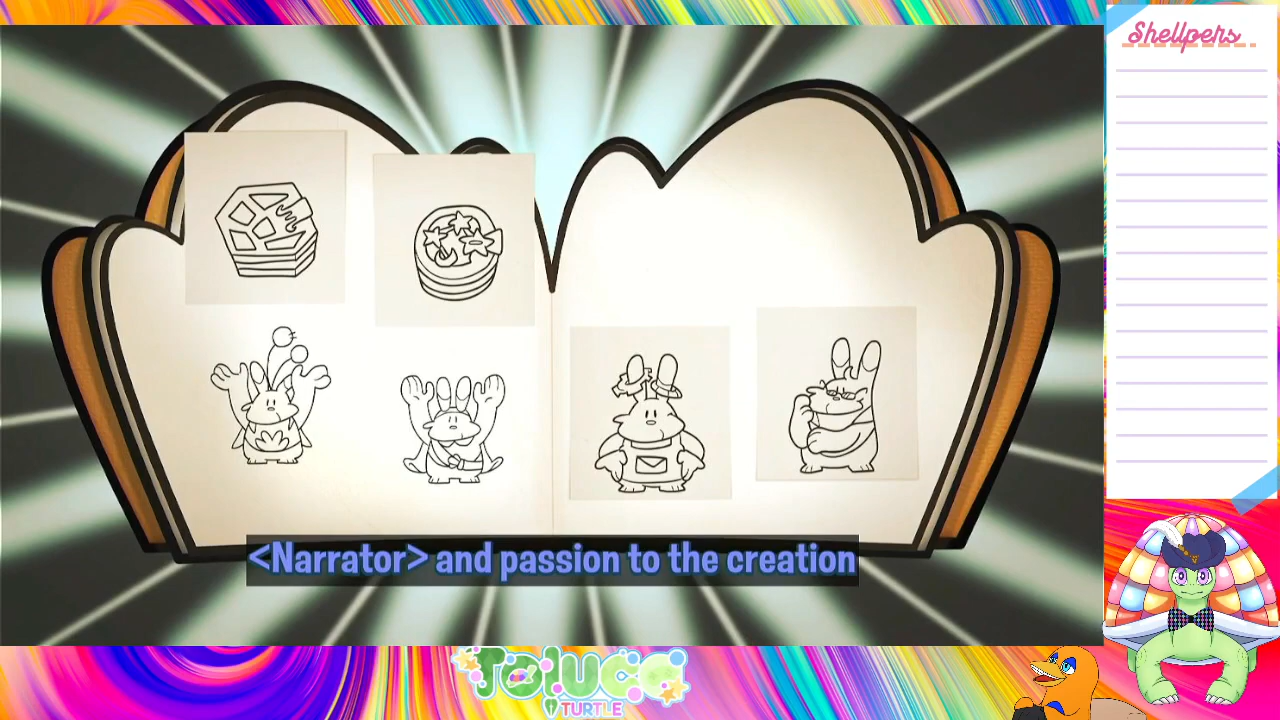 Shellpers
<Narrator> and passion to the creation
Toluca
TURTLE